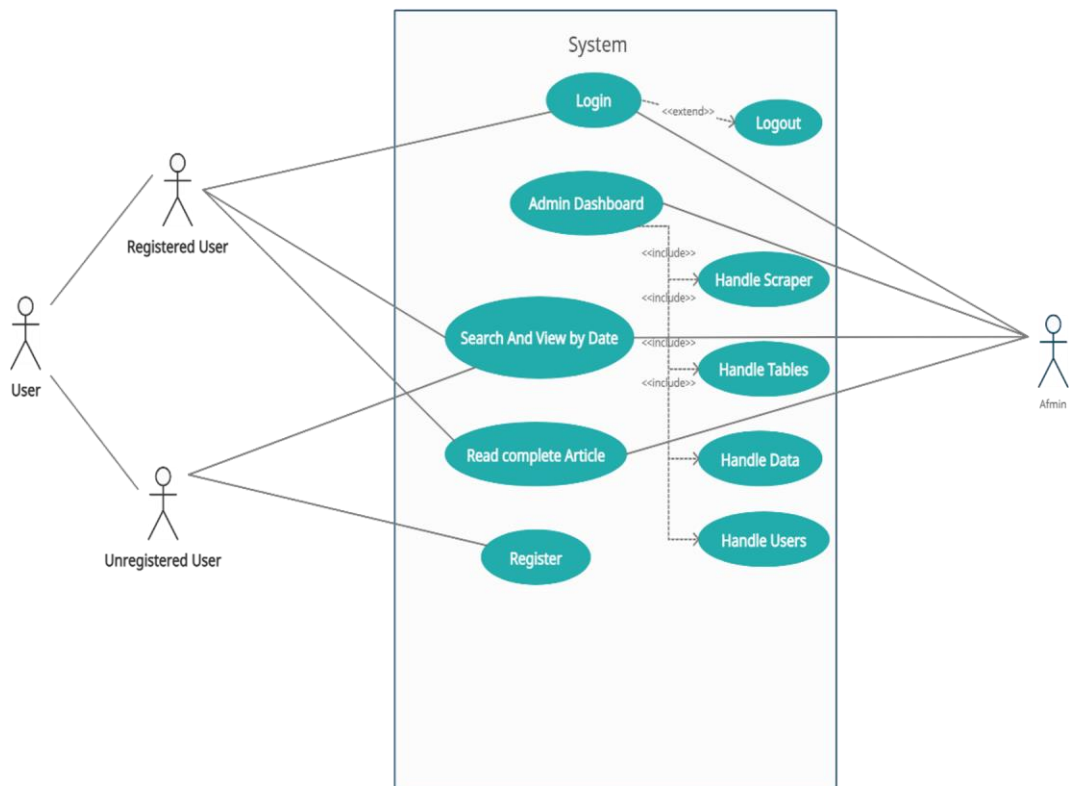 System
Login
<<extend>>
Logout
Registered User
Admin Dashboard
<<include>>
Handle Scraper
<<include>>
User
Search And View by Date
<<include>>
Handle Tables
<<include>>
Afmin
Read complete Article
Handle Data
Unregistered User
Register
Handle Users